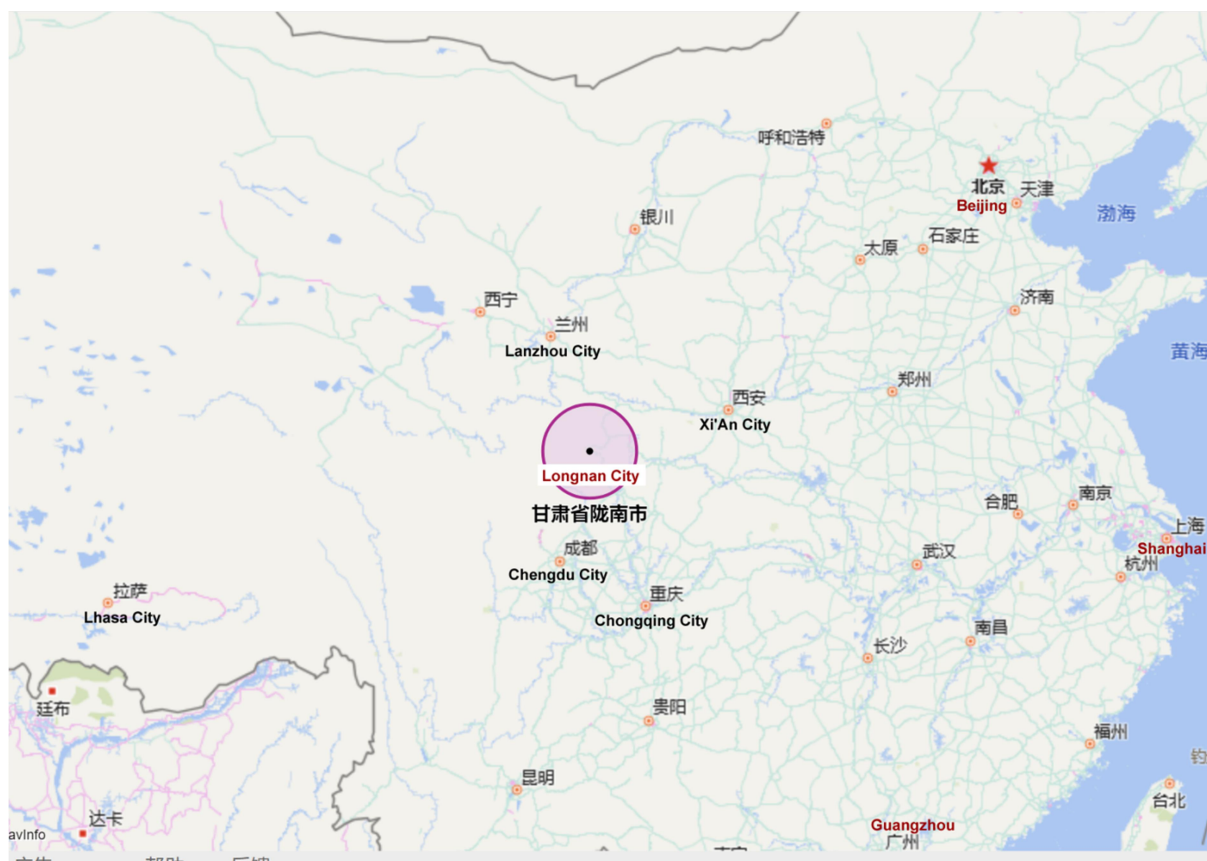 呼和浩特
北京
Beijing
天津
渤海
银川
太原
石家庄
西宁
兰州
Lanzhou City
济南
黄海
郑州
西安
Xi'An City
Longnan City
甘肃省陇南市
合肥
南京
上海
Shanghai
成都
Chengdu City
武汉
杭州
拉萨
Lhasa City
重庆
Chongqing City
南昌
长沙
廷布
贵阳
福州
钓
昆明
台北
达卡
Guangzhou
广州
avInfo